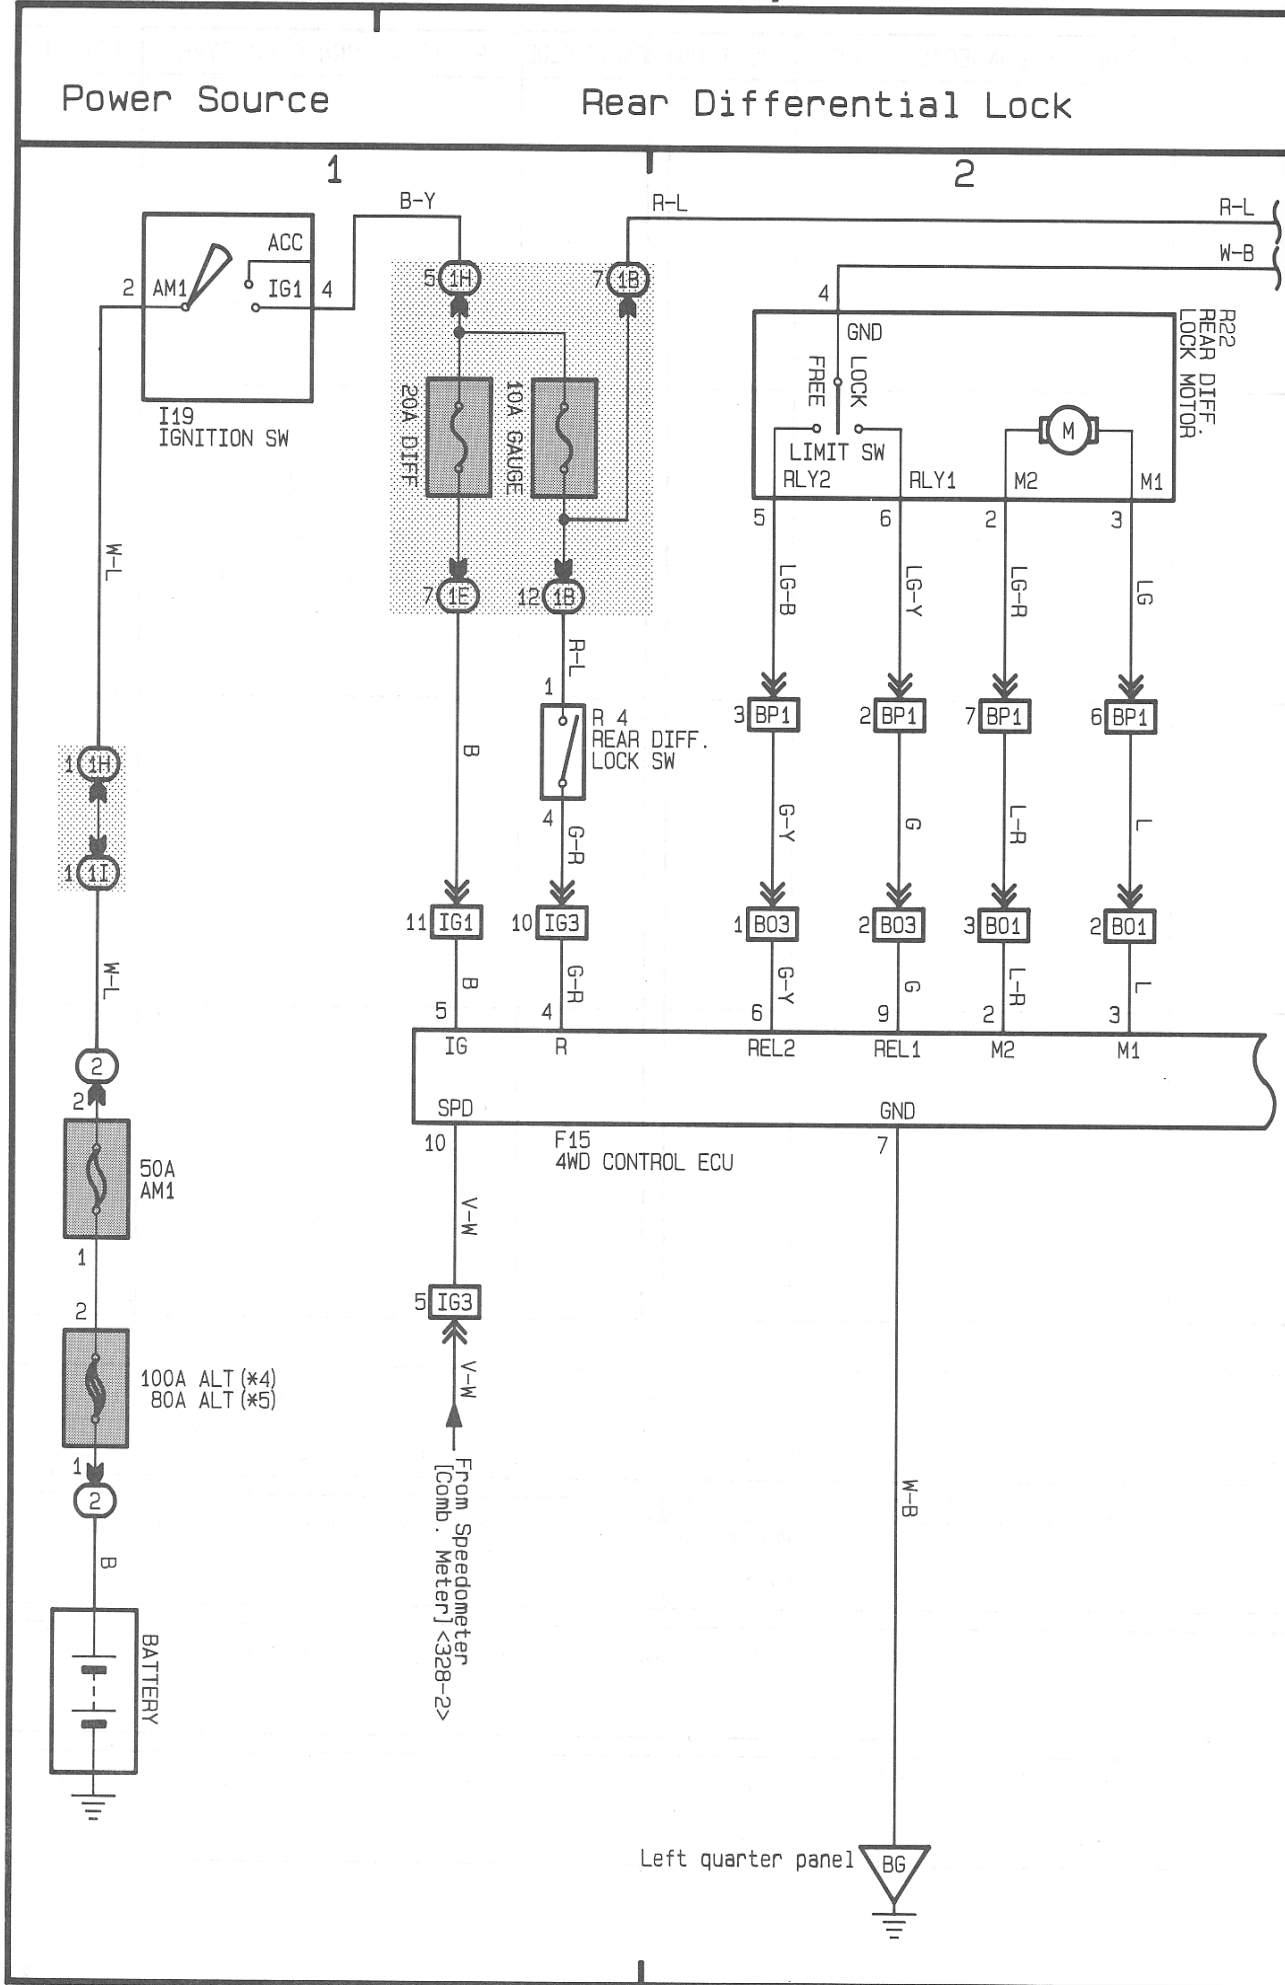 Power Source
Rear Differential Lock
1
2
B-Y
R-L
R-L
W-B
ACC
2
AM1
IG1
4
I19
IGNITION SW
5
1H
7
1B
4
GND
R22
REAR DIFF.
LOCK MOTOR
FREE
LOCK
M
LIMIT SW
RLY2
RLY1
M2
M1
20A DIFF
10A GAUGE
5
6
2
3
W-L
7
1E
12
1B
LG-B
LG-Y
LG-R
LG
R-L
1
R 4
REAR DIFF.
LOCK SW
4
B
G-R
3
BP1
2
BP1
7
BP1
6
BP1
1
1H
1
1I
G-Y
G
L-R
L
11
IG1
10
IG3
1
BO3
2
BO3
3
BO1
2
BO1
W-L
B
G-R
G-Y
G
L-R
L
5
4
6
9
2
3
IG
R
REL2
REL1
M2
M1
SPD
GND
10
F15
4WD CONTROL ECU
7
2
2
50A
AM1
1
V-W
5
IG3
V-W
2
100A ALT(*4)
80A ALT(*5)
1
2
From Speedometer
[Comb. Meter]<328-2>
W-B
B
BATTERY
Left quarter panel
BG